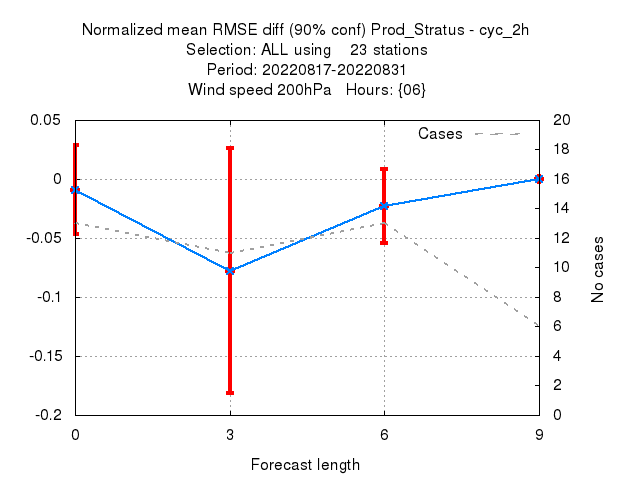 Normalized mean RMSE diff (90% conf) Prod_Stratus - cyc_2h
Selection: ALL using    23 stations
Period: 20220817-20220831
Wind speed 200hPa   Hours: {06}
0.05
0
-0.05
-0.1
-0.15
-0.2
Cases
20
18
16
14
12
10
8
6
4
2
0
No cases
0 3 6 9
Forecast length